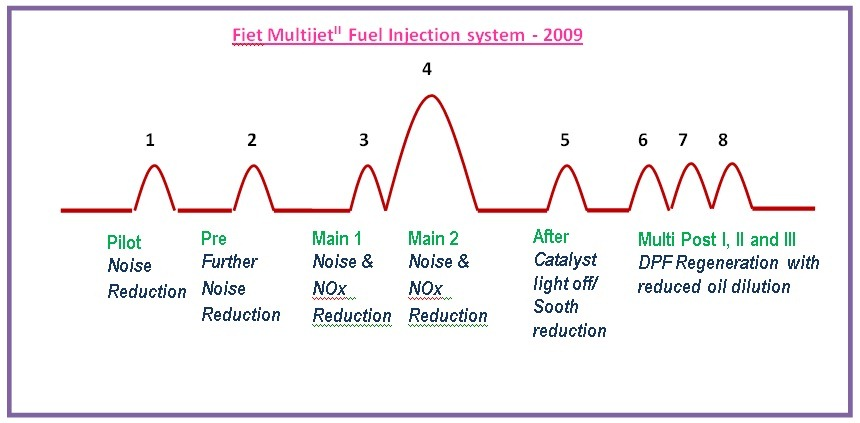 Fiet Multijet^II Fuel Injection system - 2009
4
1 2 3 5 6 7 8
Pilot
Noise
Reduction
Pre
Further
Noise
Reduction
Main 1
Noise &
NOx
Reduction
Main 2
Noise &
NOx
Reduction
After
Catalyst
light off/
Sooth
reduction
Multi Post I, II and III
DPF Regeneration with
reduced oil dilution